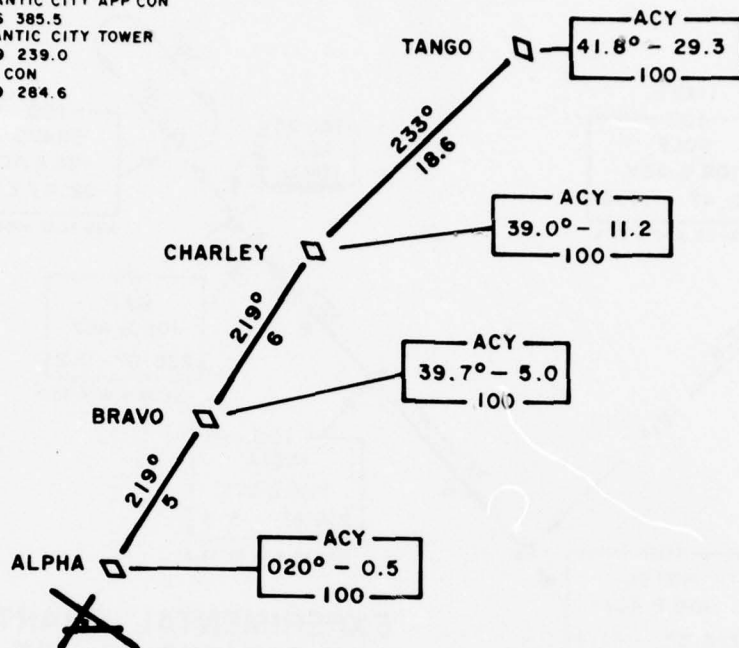 ANTIC CITY APP CON
385.5
ANTIC CITY TOWER
239.0
CON
284.6
TANGO
ACY
41.8° – 29.3
100
233°
18.6
CHARLEY
ACY
39.0° – 11.2
100
219°
6
BRAVO
ACY
39.7° – 5.0
100
219°
5
ALPHA
ACY
020° – 0.5
100